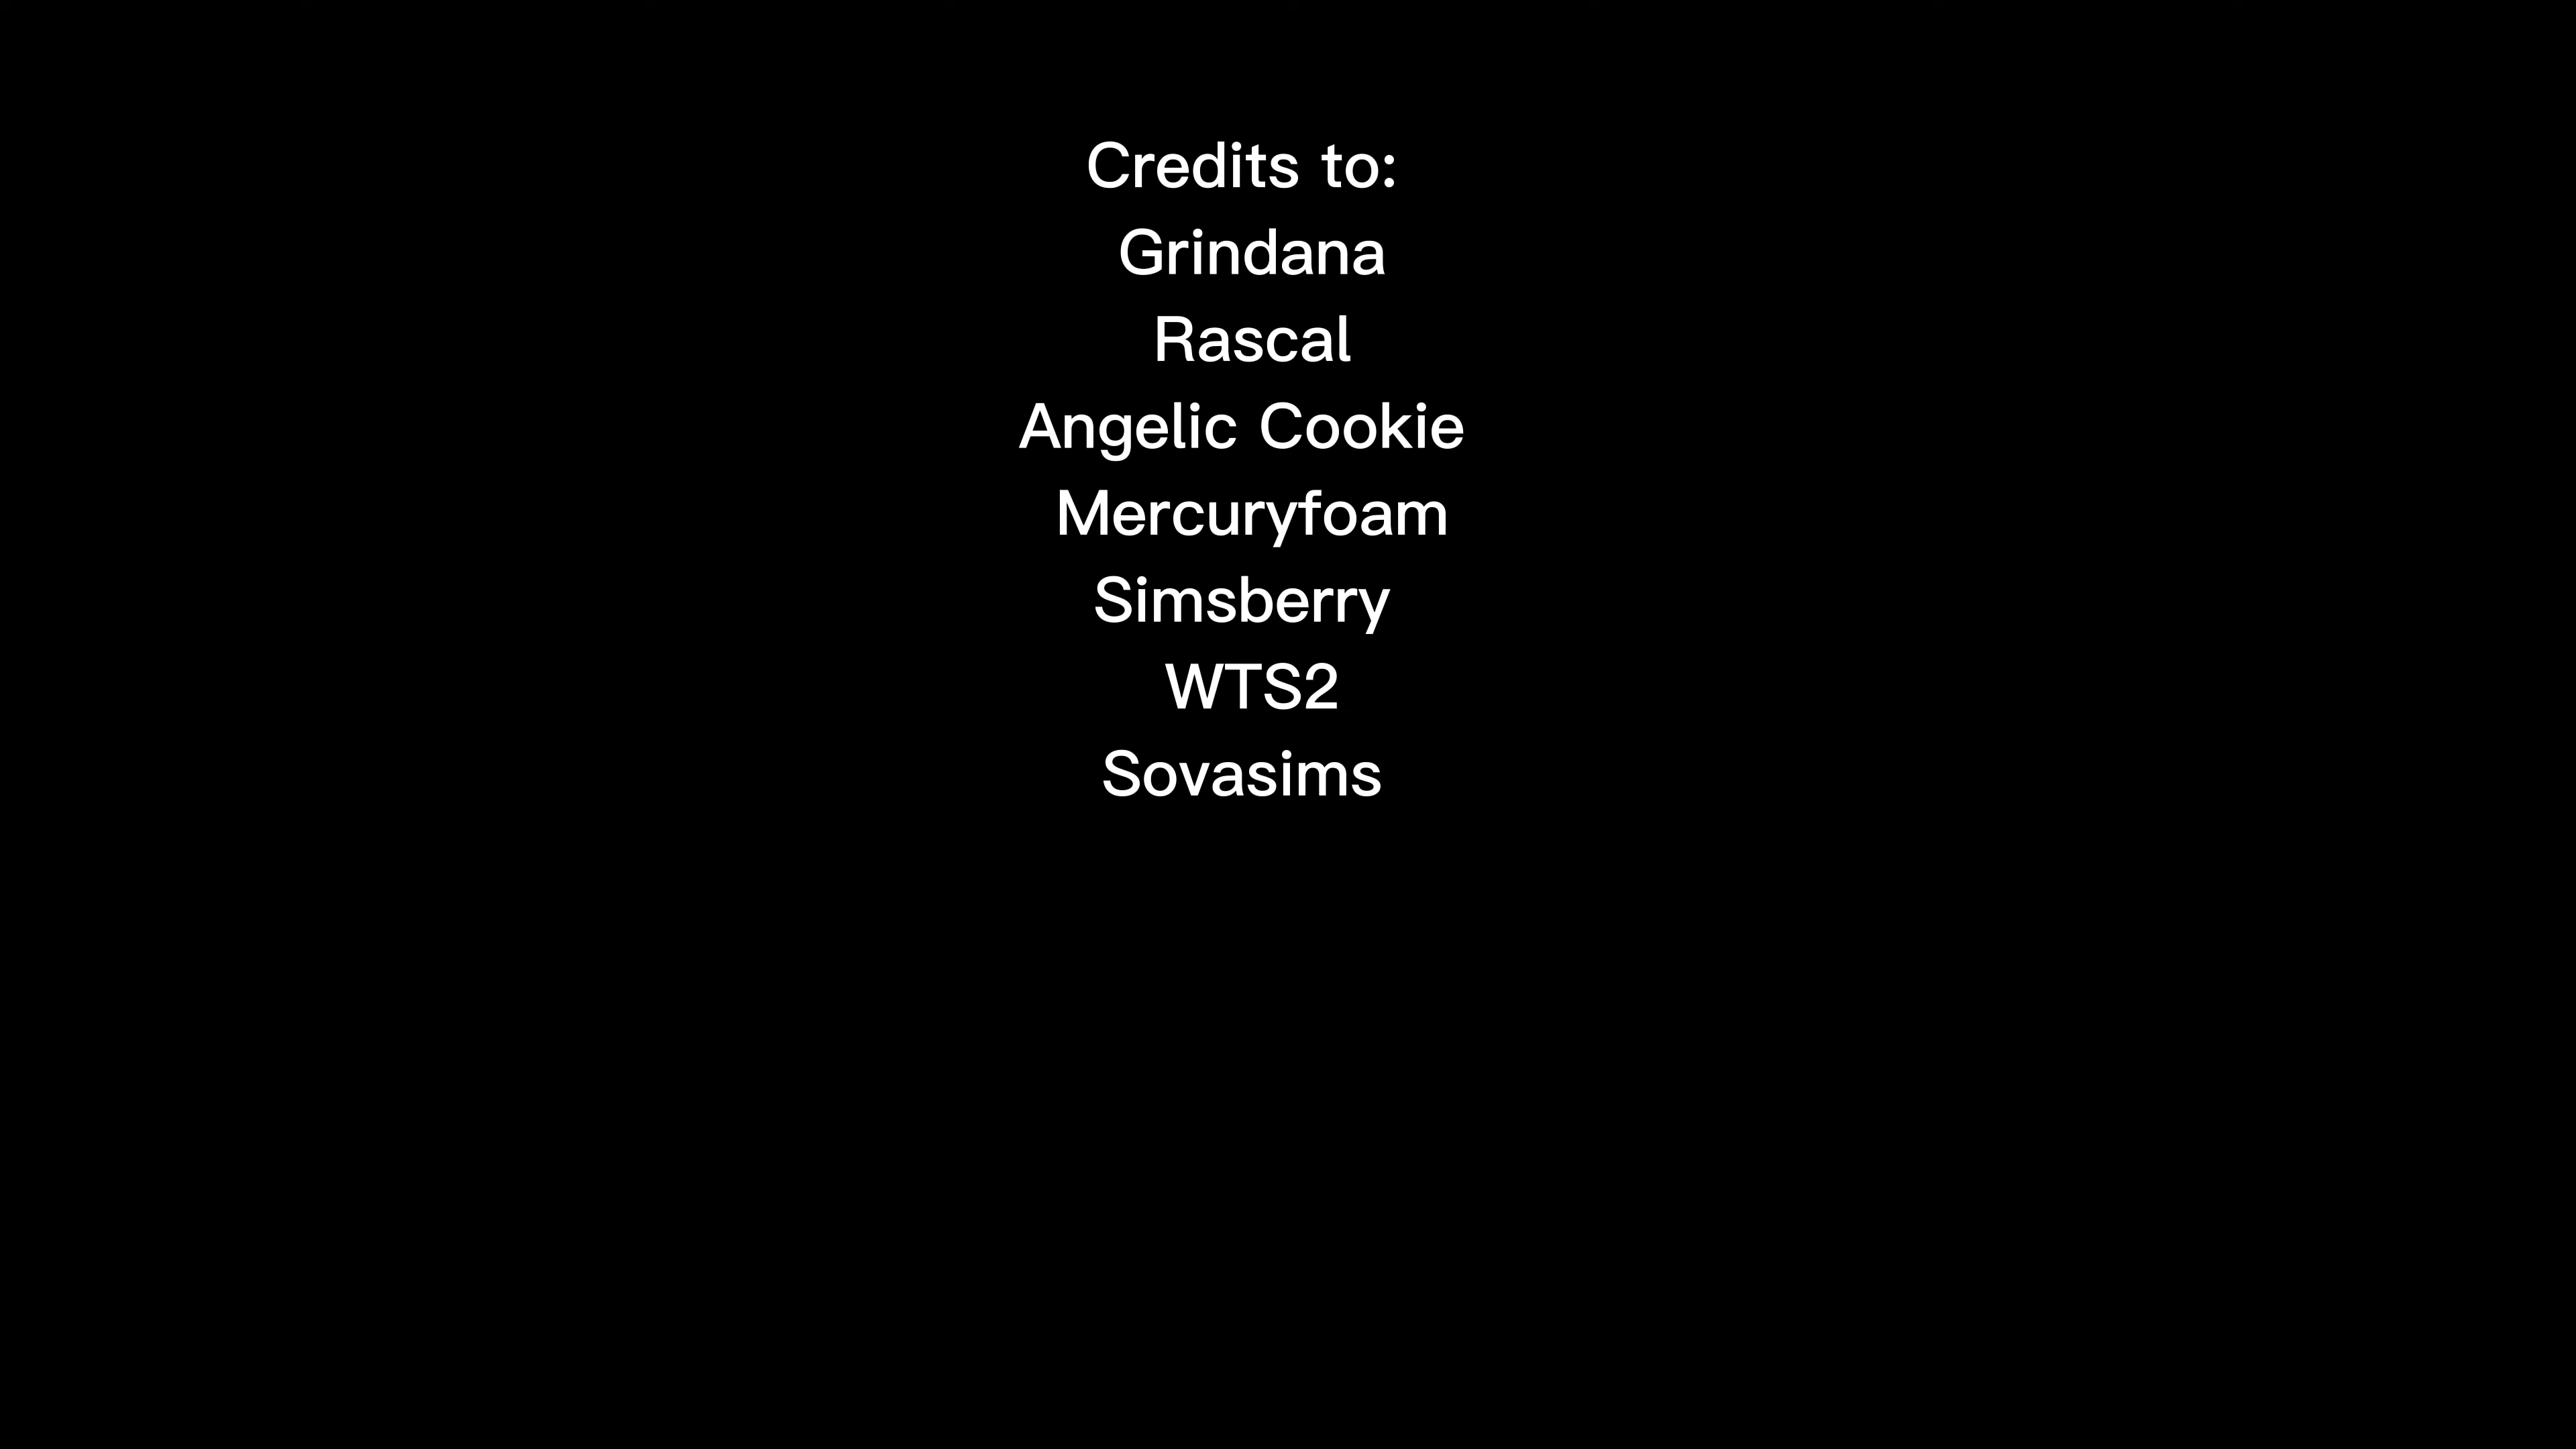 Credits to:
Grindana
Rascal
Angelic Cookie
Mercuryfoam
Simsberry
WTS2
Sovasims